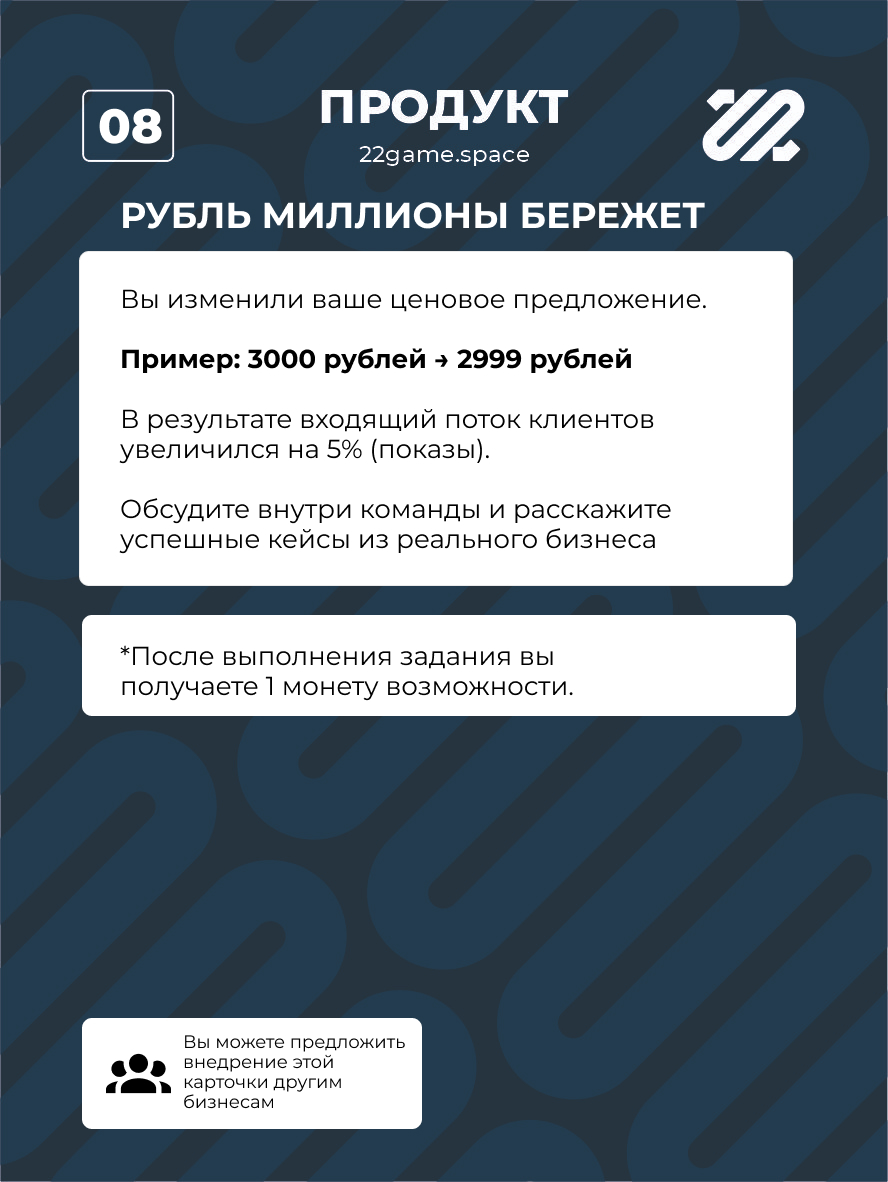 08
ПРОДУКТ
22game.space
РУБЛЬ МИЛЛИОНЫ БЕРЕЖЕТ
Вы изменили ваше ценовое предложение.
Пример: 3000 рублей → 2999 рублей
В результате входящий поток клиентов
увеличился на 5% (показы).
Обсудите внутри команды и расскажите
успешные кейсы из реального бизнеса
*После выполнения задания вы
получаете 1 монету возможности.
Вы можете предложить
внедрение этой
карточки другим
бизнесам